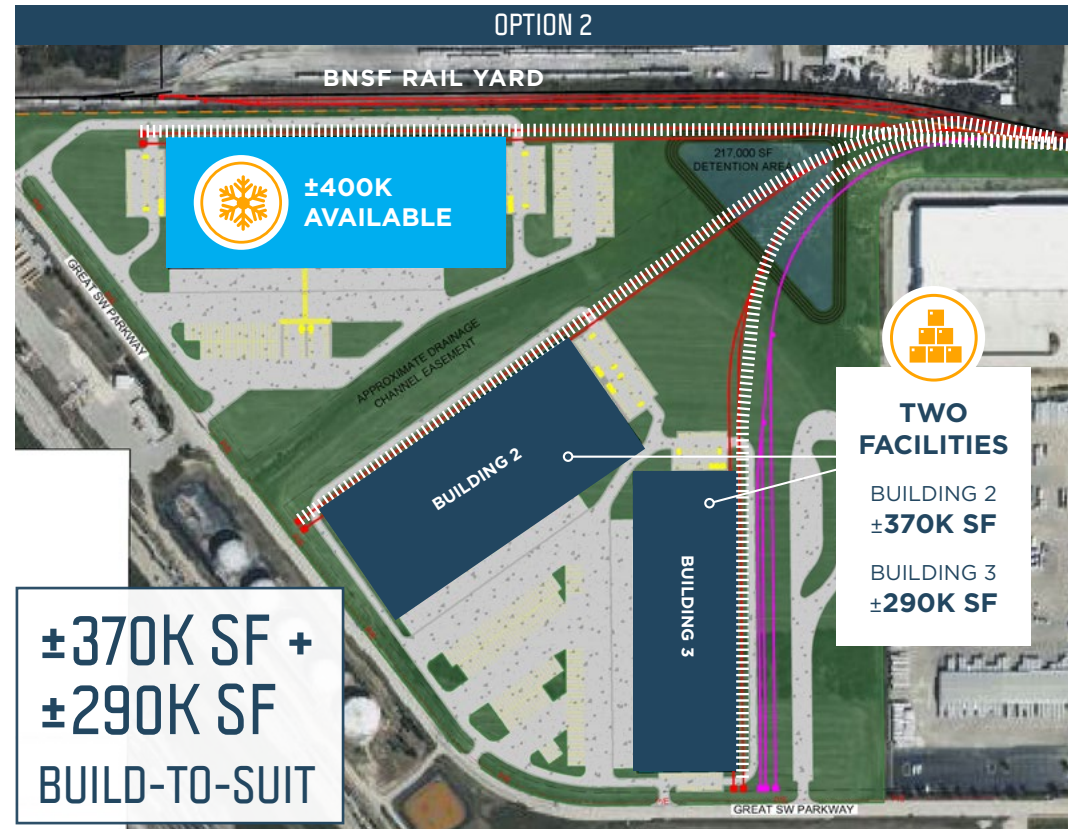 OPTION 2
BNSF RAIL YARD
217,000 SF
DETENTION AREA
±400K
AVAILABLE
GREAT SW PARKWAY
APPROXIMATE DRAINAGE
CHANNEL EASEMENT
BUILDING 2
BUILDING 3
TWO
FACILITIES
BUILDING 2
±370K SF
BUILDING 3
±290K SF
±370K SF +
±290K SF
BUILD-TO-SUIT
GREAT SW PARKWAY